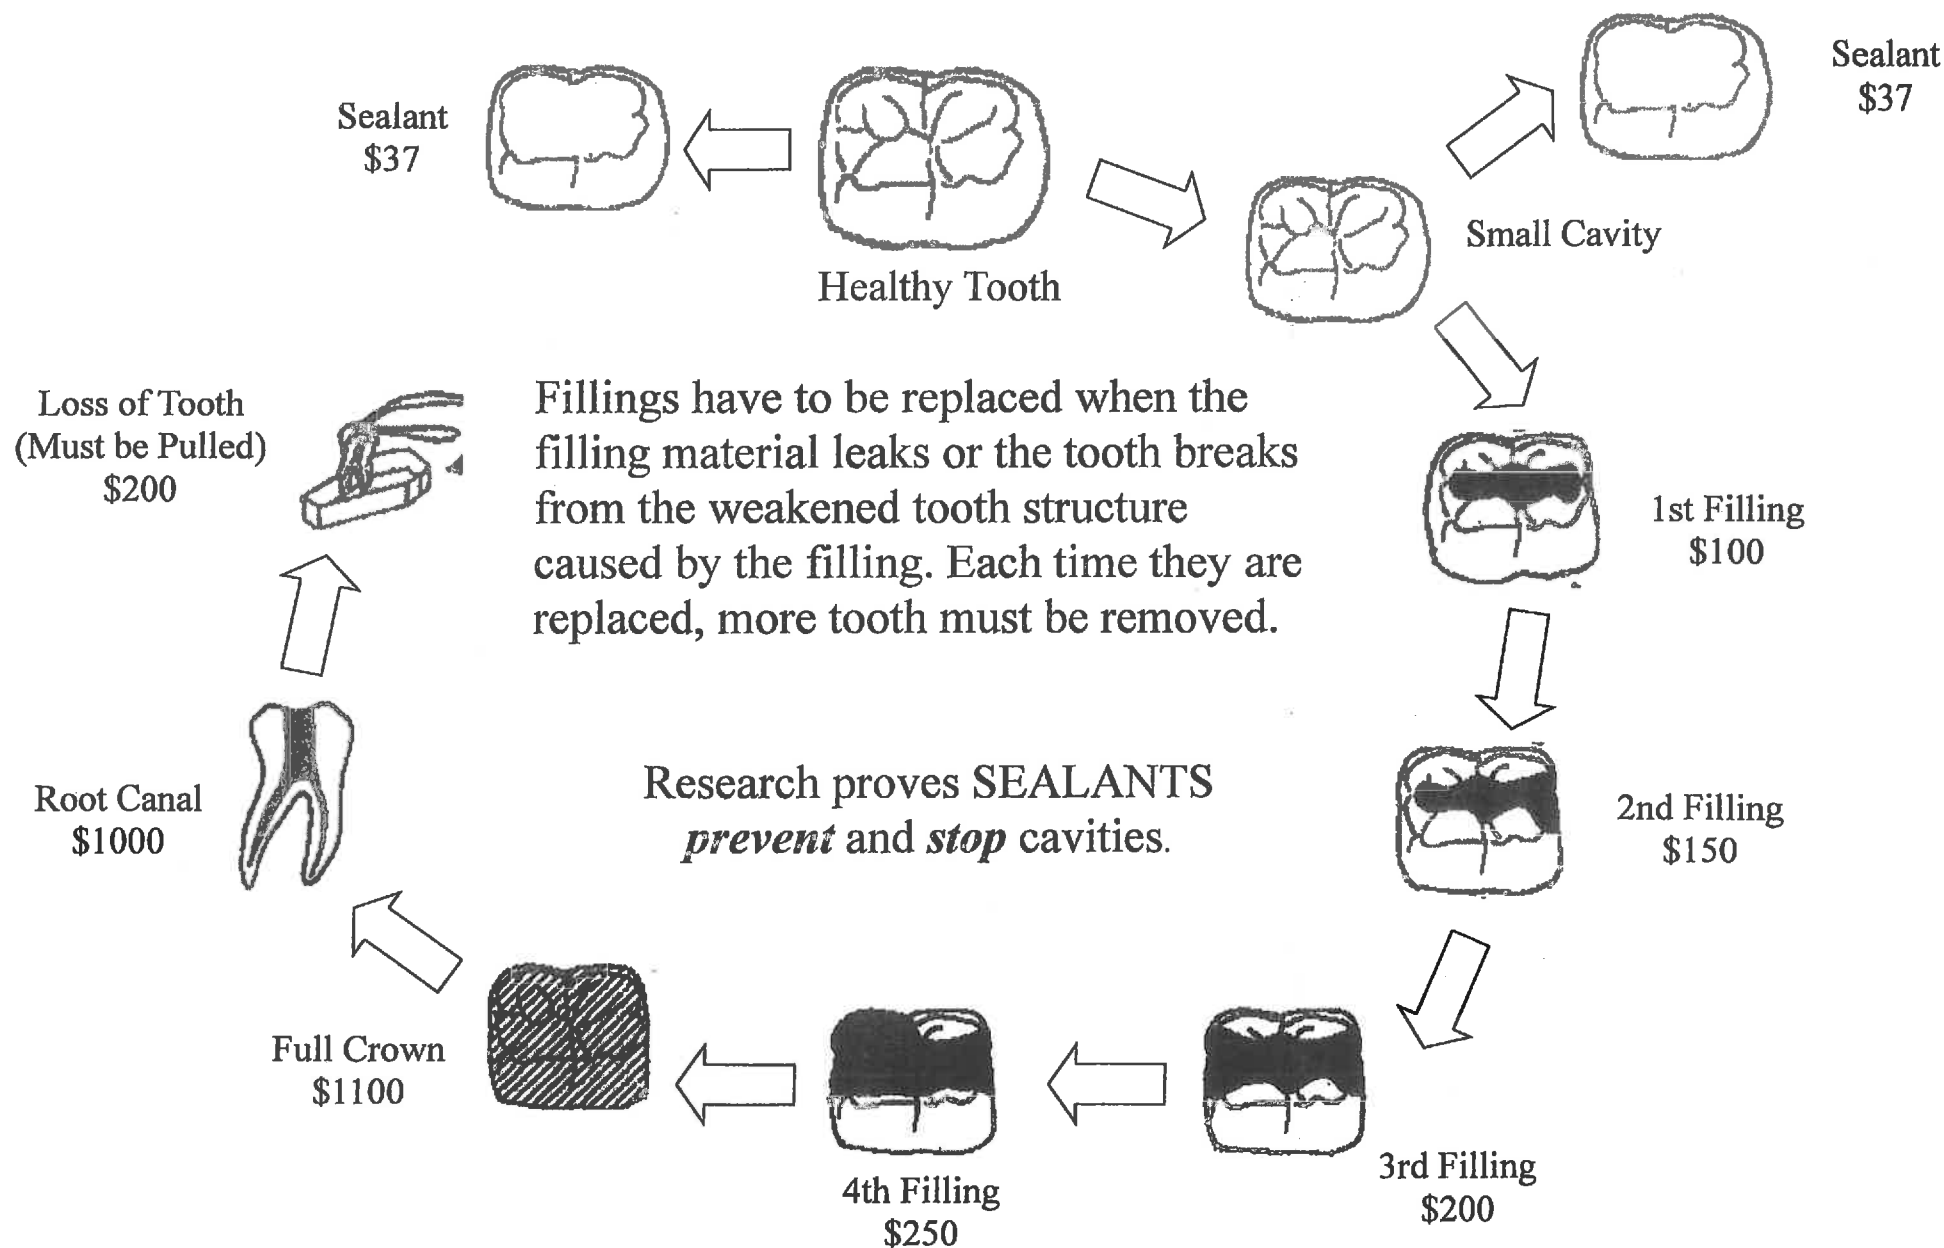 Sealant
$37
Healthy Tooth
Sealant
$37
Small Cavity
1st Filling
$100
2nd Filling
$150
3rd Filling
$200
4th Filling
$250
Full Crown
$1100
Root Canal
$1000
Loss of Tooth
(Must be Pulled)
$200
Fillings have to be replaced when the
filling material leaks or the tooth breaks
from the weakened tooth structure
caused by the filling. Each time they are
replaced, more tooth must be removed.
Research proves SEALANTS
prevent and stop cavities.